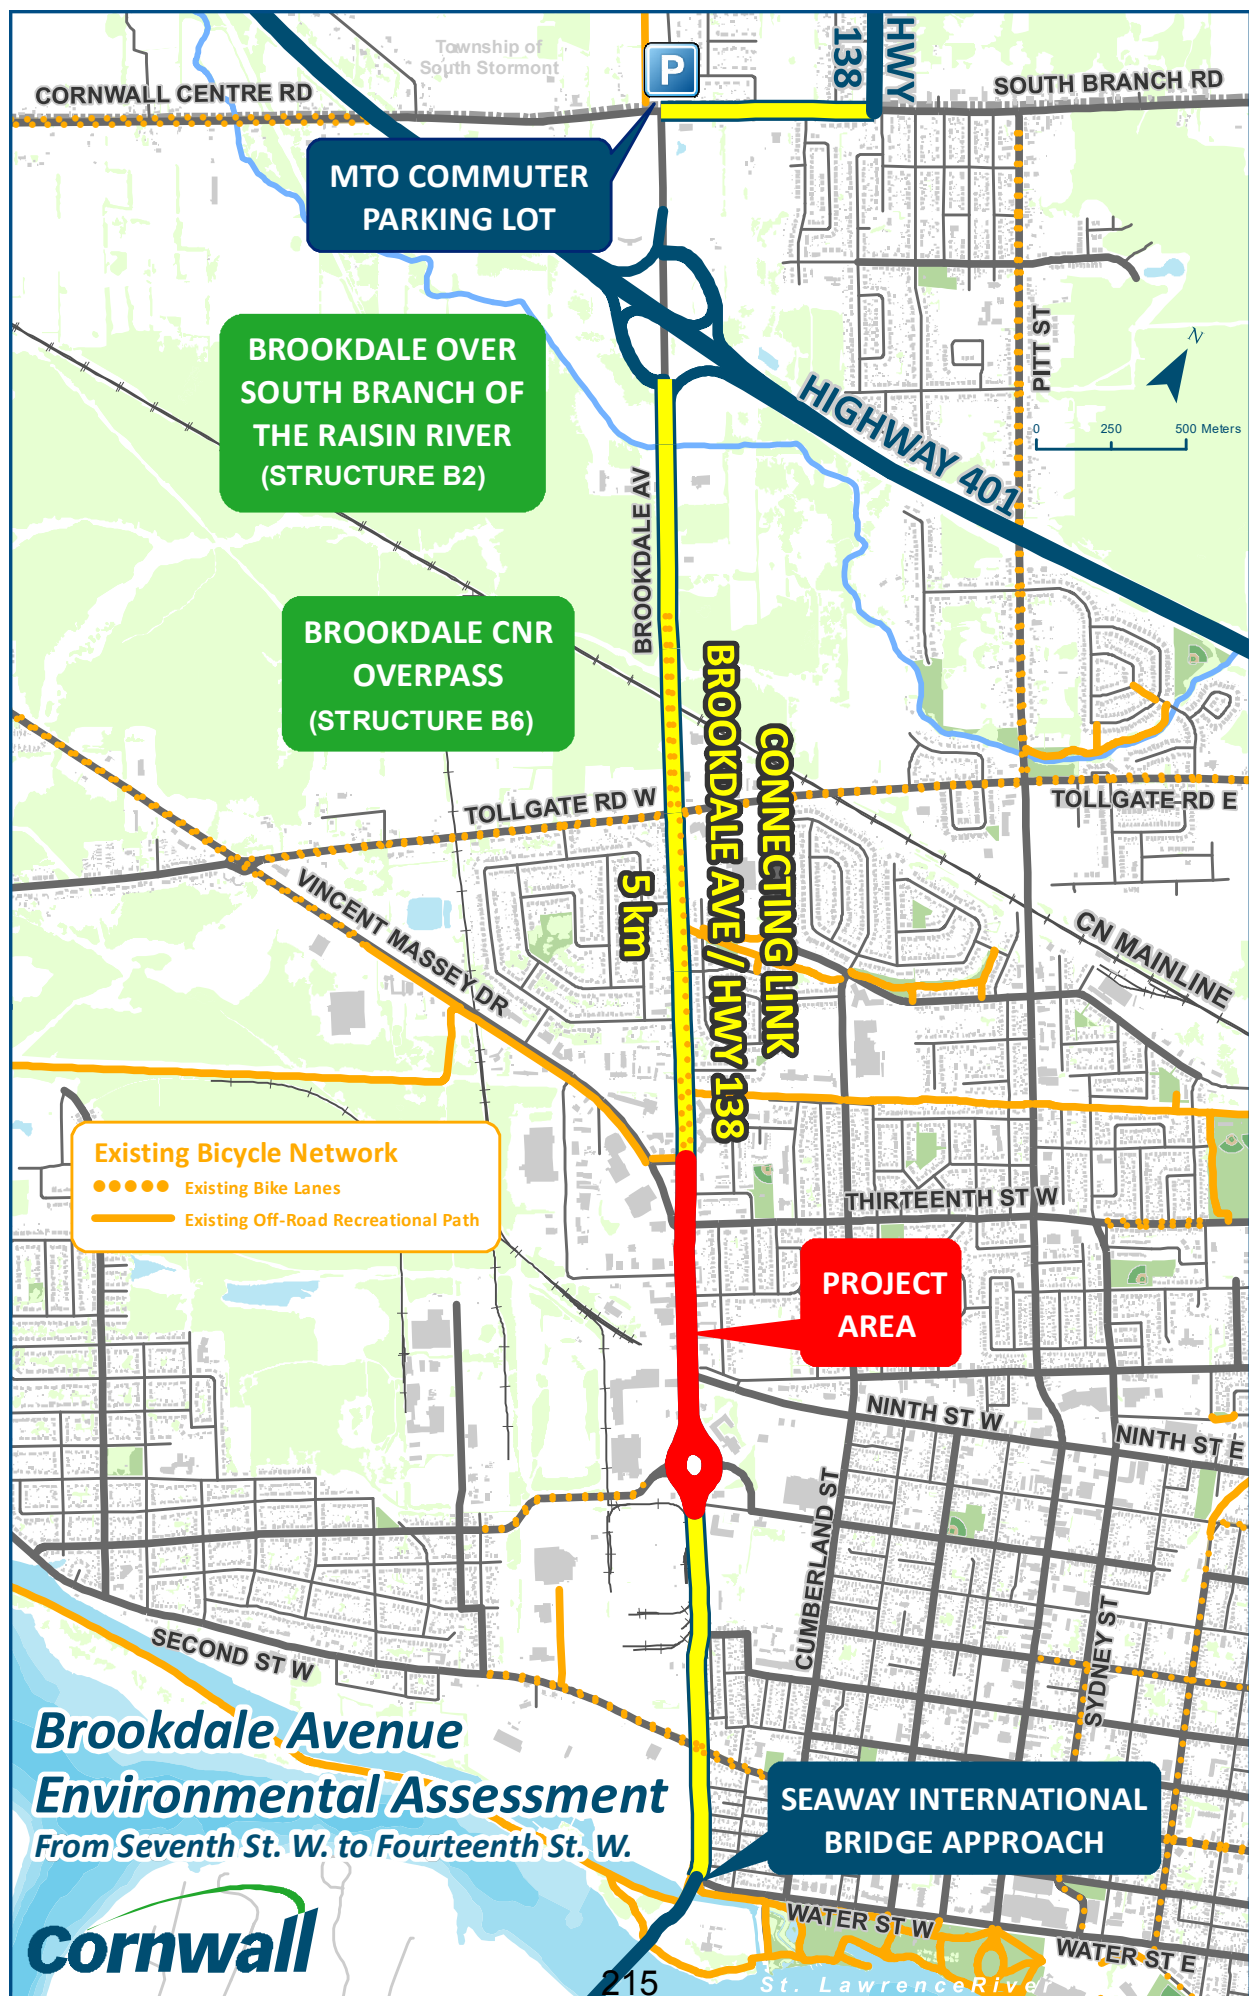 Township of
South Stormont
P
HWY
138
CORNWALL CENTRE RD
SOUTH BRANCH RD
MTO COMMUTER
PARKING LOT
BROOKDALE OVER
SOUTH BRANCH OF
THE RAISIN RIVER
(STRUCTURE B2)
PITT ST
N
0 250 500 Meters
HIGHWAY 401
BROOKDALE AV
BROOKDALE CNR
OVERPASS
(STRUCTURE B6)
CONNECTING LINK
BROOKDALE AVE / HWY 138
5 km
TOLLGATE RD W
TOLLGATE RD E
VINCENT MASSEY DR
CN MAINLINE
Existing Bicycle Network
Existing Bike Lanes
Existing Off-Road Recreational Path
THIRTEENTH ST W
PROJECT
AREA
NINTH ST W
NINTH ST E
CUMBERLAND ST
SYDNEY ST
SECOND ST W
Brookdale Avenue
Environmental Assessment
From Seventh St. W. to Fourteenth St. W.
SEAWAY INTERNATIONAL
BRIDGE APPROACH
WATER ST W
WATER ST E
Cornwall
215
St. Lawrence River